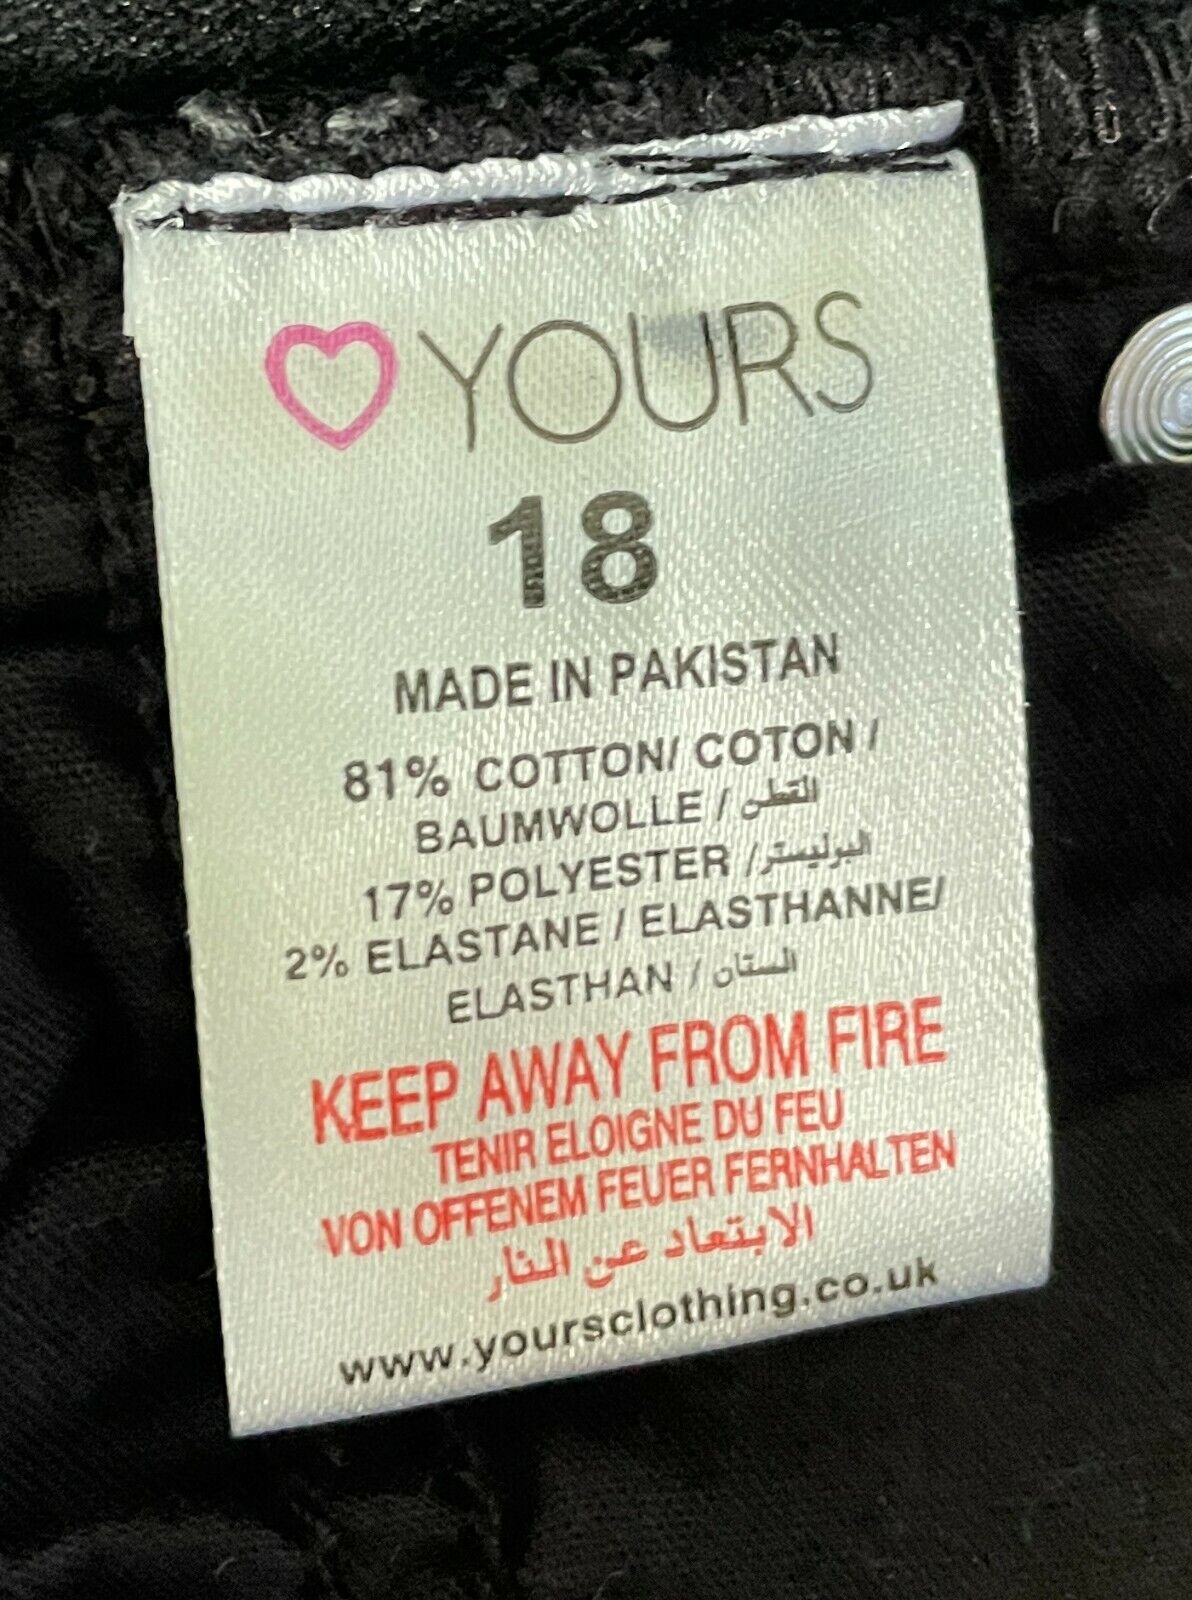 YOURS
18
MADE IN PAKISTAN
81% COTTON/ COTON /
BAUMWOLLE / القطن
17% POLYESTER /البوليستر
2% ELASTANE / ELASTHANNE/
ELASTHAN / الستان
KEEP AWAY FROM FIRE
TENIR ELOIGNE DU FEU
VON OFFENEM FEUER FERNHALTEN
الابتعاد عن النار
www.yoursclothing.co.uk